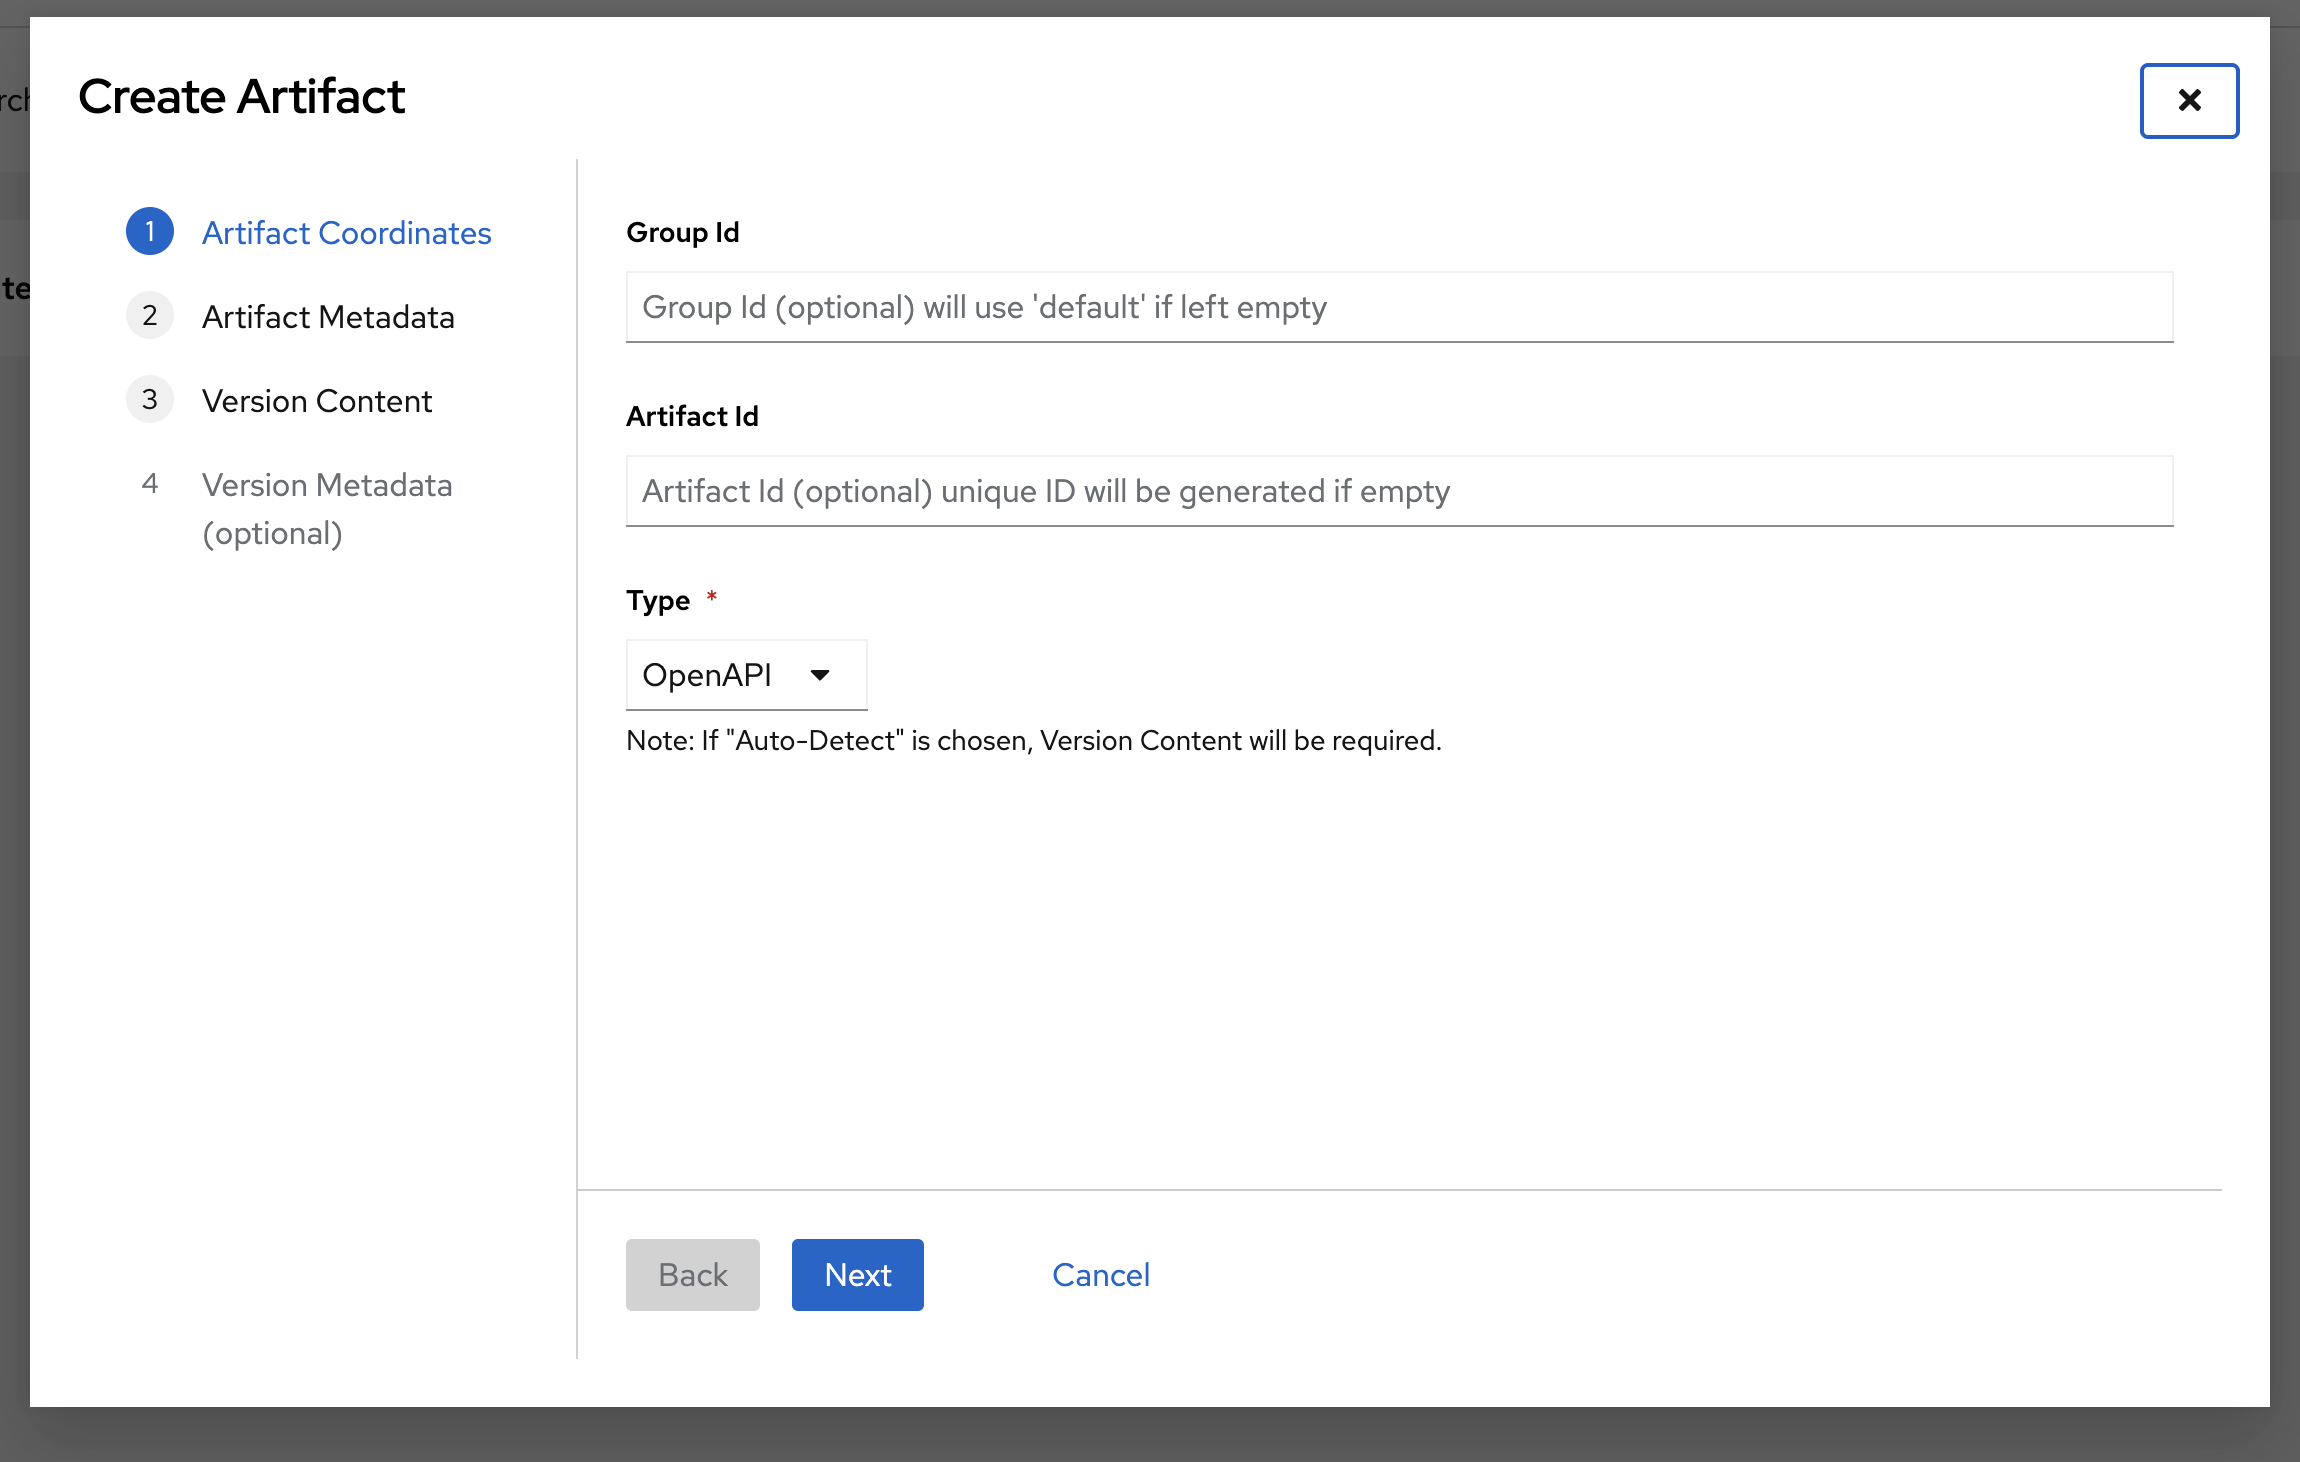 Create Artifact
1 Artifact Coordinates
2 Artifact Metadata
3 Version Content
4 Version Metadata
(optional)
Group Id
Group Id (optional) will use 'default' if left empty
Artifact Id
Artifact Id (optional) unique ID will be generated if empty
Type *
OpenAPI
Note: If "Auto-Detect" is chosen, Version Content will be required.
Back Next Cancel